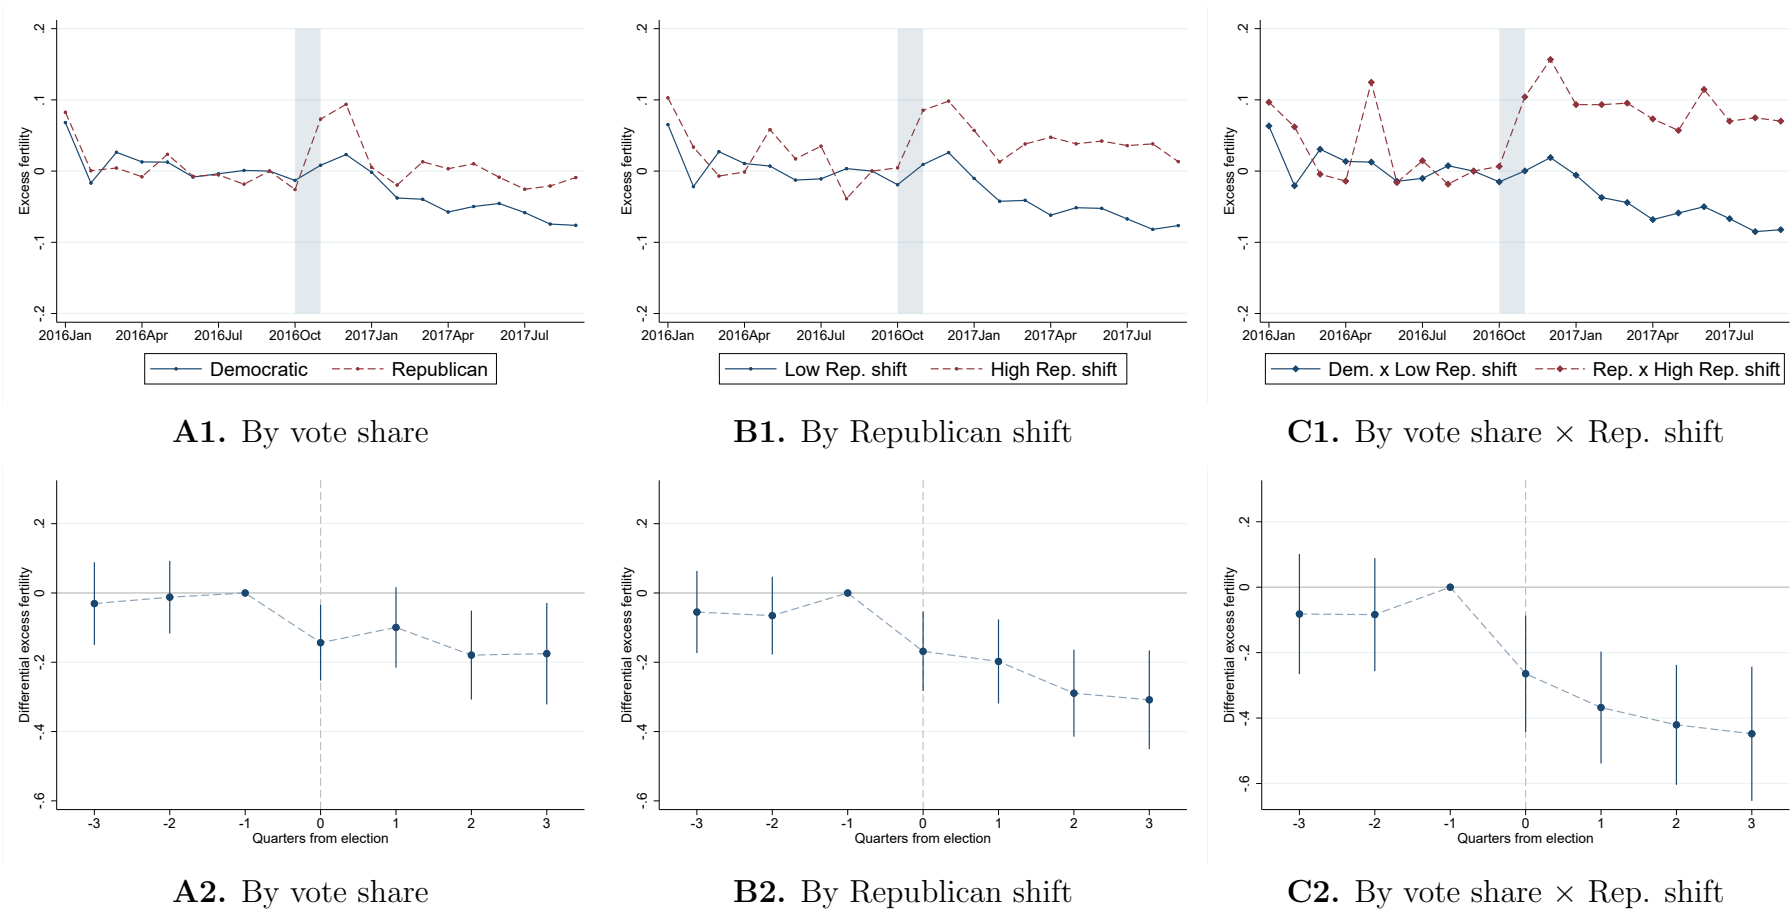 Excess fertility
.2
.1
0
-.1
-.2
2016Jan 2016Apr 2016Jul 2016Oct 2017Jan 2017Apr 2017Jul
Democratic Republican
A1. By vote share
Excess fertility
.2
.1
0
-.1
-.2
2016Jan 2016Apr 2016Jul 2016Oct 2017Jan 2017Apr 2017Jul
Low Rep. shift High Rep. shift
B1. By Republican shift
Excess fertility
.2
.1
0
-.1
-.2
2016Jan 2016Apr 2016Jul 2016Oct 2017Jan 2017Apr 2017Jul
Dem. x Low Rep. shift Rep. x High Rep. shift
C1. By vote share × Rep. shift
Differential excess fertility
.2
0
-.2
-.4
-.6
-3 -2 -1 0 1 2 3
Quarters from election
A2. By vote share
Differential excess fertility
.2
0
-.2
-.4
-.6
-3 -2 -1 0 1 2 3
Quarters from election
B2. By Republican shift
Differential excess fertility
.2
0
-.2
-.4
-.6
-3 -2 -1 0 1 2 3
Quarters from election
C2. By vote share × Rep. shift